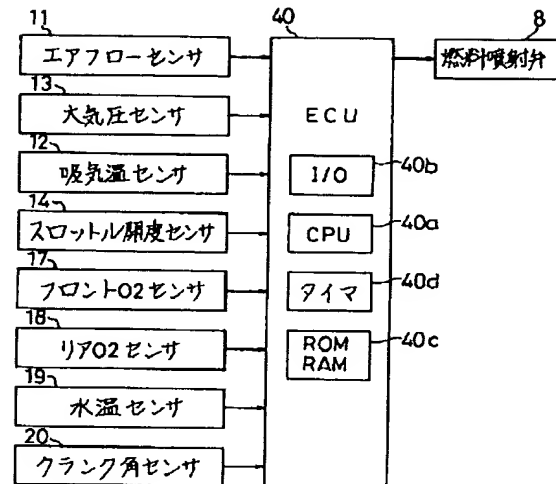 11
エアフローセンサ
13
大気圧センサ
12
吸気温センサ
14
スロットル開度センサ
17
フロントO2センサ
18
リアO2センサ
19
水温センサ
20
クランク角センサ
40
ECU
I/O
40b
CPU
40a
タイマ
40d
ROM
RAM
40c
8
燃料噴射弁